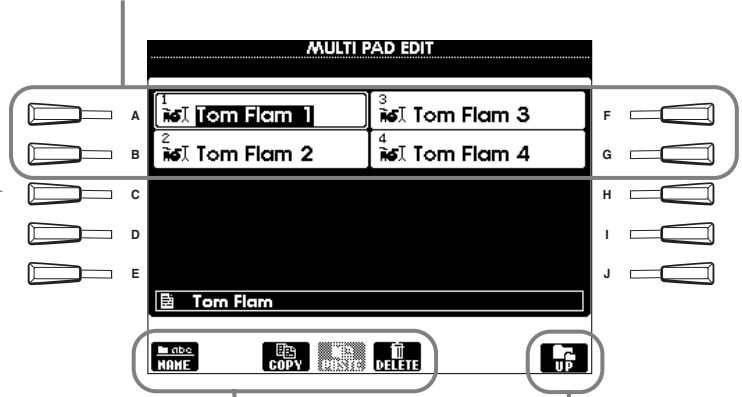 MULTI PAD EDIT
A 1 Tom Flam 1 3 Tom Flam 3 F
B 2 Tom Flam 2 4 Tom Flam 4 G
C H
D I
E J
Tom Flam
abc
NAME COPY PASTE DELETE UP